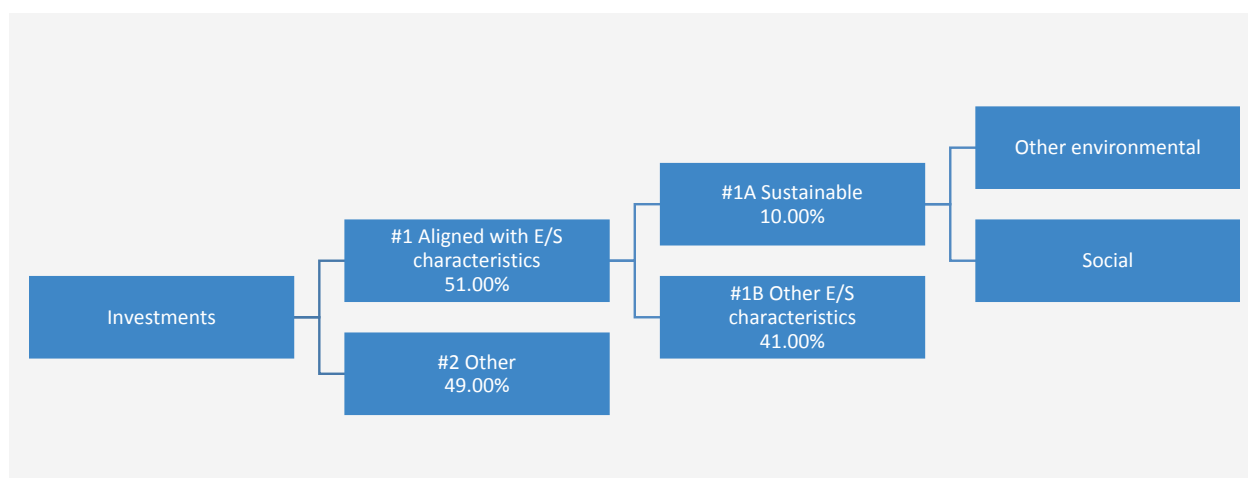 Investments
#1 Aligned with E/S
characteristics
51.00%
#2 Other
49.00%
#1A Sustainable
10.00%
#1B Other E/S
characteristics
41.00%
Other environmental
Social